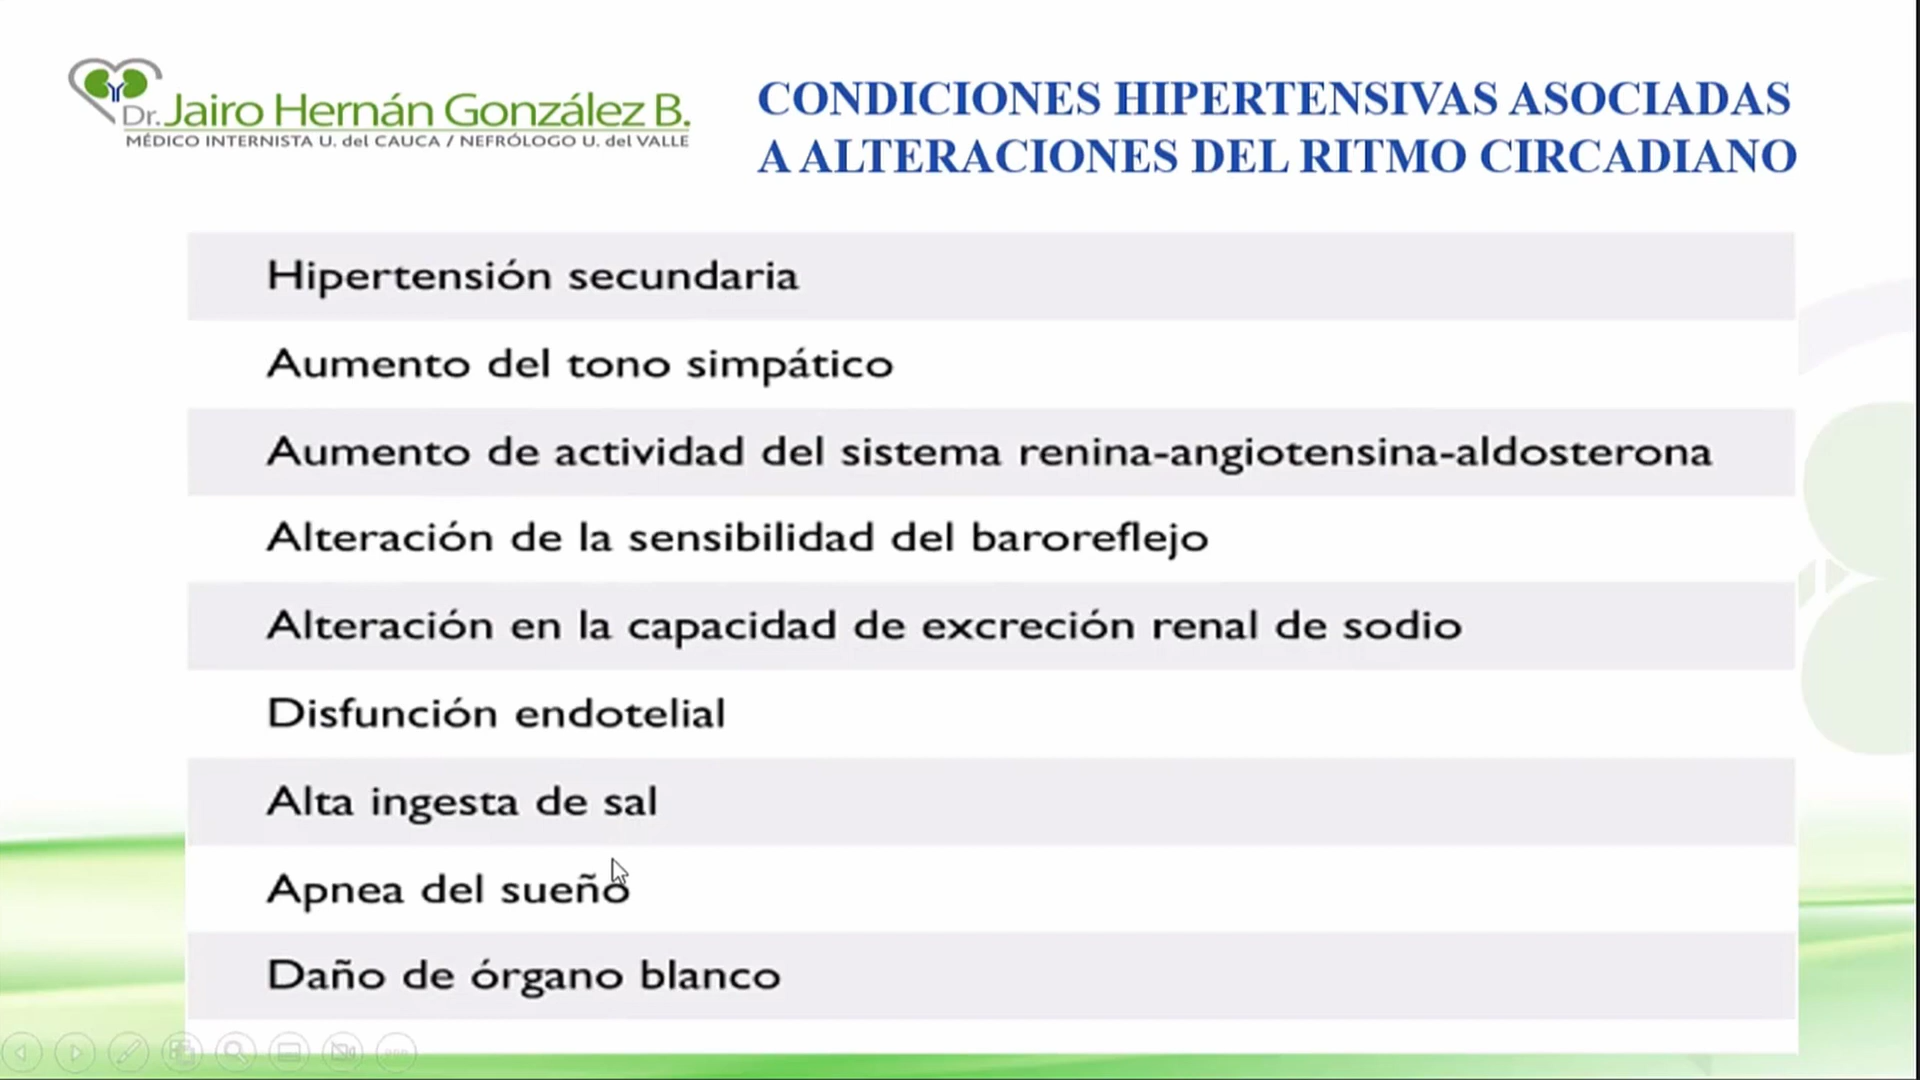 Dr. Jairo Hernán González B.
MÉDICO INTERNISTA U. del CAUCA / NEFRÓLOGO U. del VALLE
CONDICIONES HIPERTENSIVAS ASOCIADAS
A ALTERACIONES DEL RITMO CIRCADIANO
Hipertensión secundaria
Aumento del tono simpático
Aumento de actividad del sistema renina-angiotensina-aldosterona
Alteración de la sensibilidad del baroreflejo
Alteración en la capacidad de excreción renal de sodio
Disfunción endotelial
Alta ingesta de sal
Apnea del sueño
Daño de órgano blanco